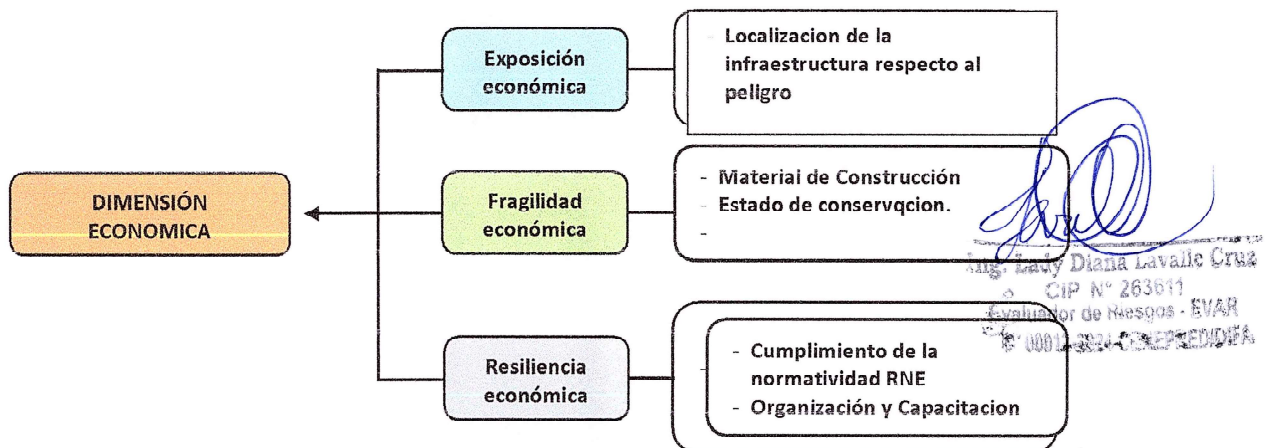 Exposición
económica
- Localizacion de la
infraestructura respecto al
peligro
DIMENSIÓN
ECONOMICA
Fragilidad
económica
- Material de Construcción
- Estado de conservqcion.
-
Resiliencia
económica
- Cumplimiento de la
normatividad RNE
- Organización y Capacitacion
Ing. Lady Diana Lavalle Cruz
CIP N° 263611
Evaluador de Riesgos - EVAR